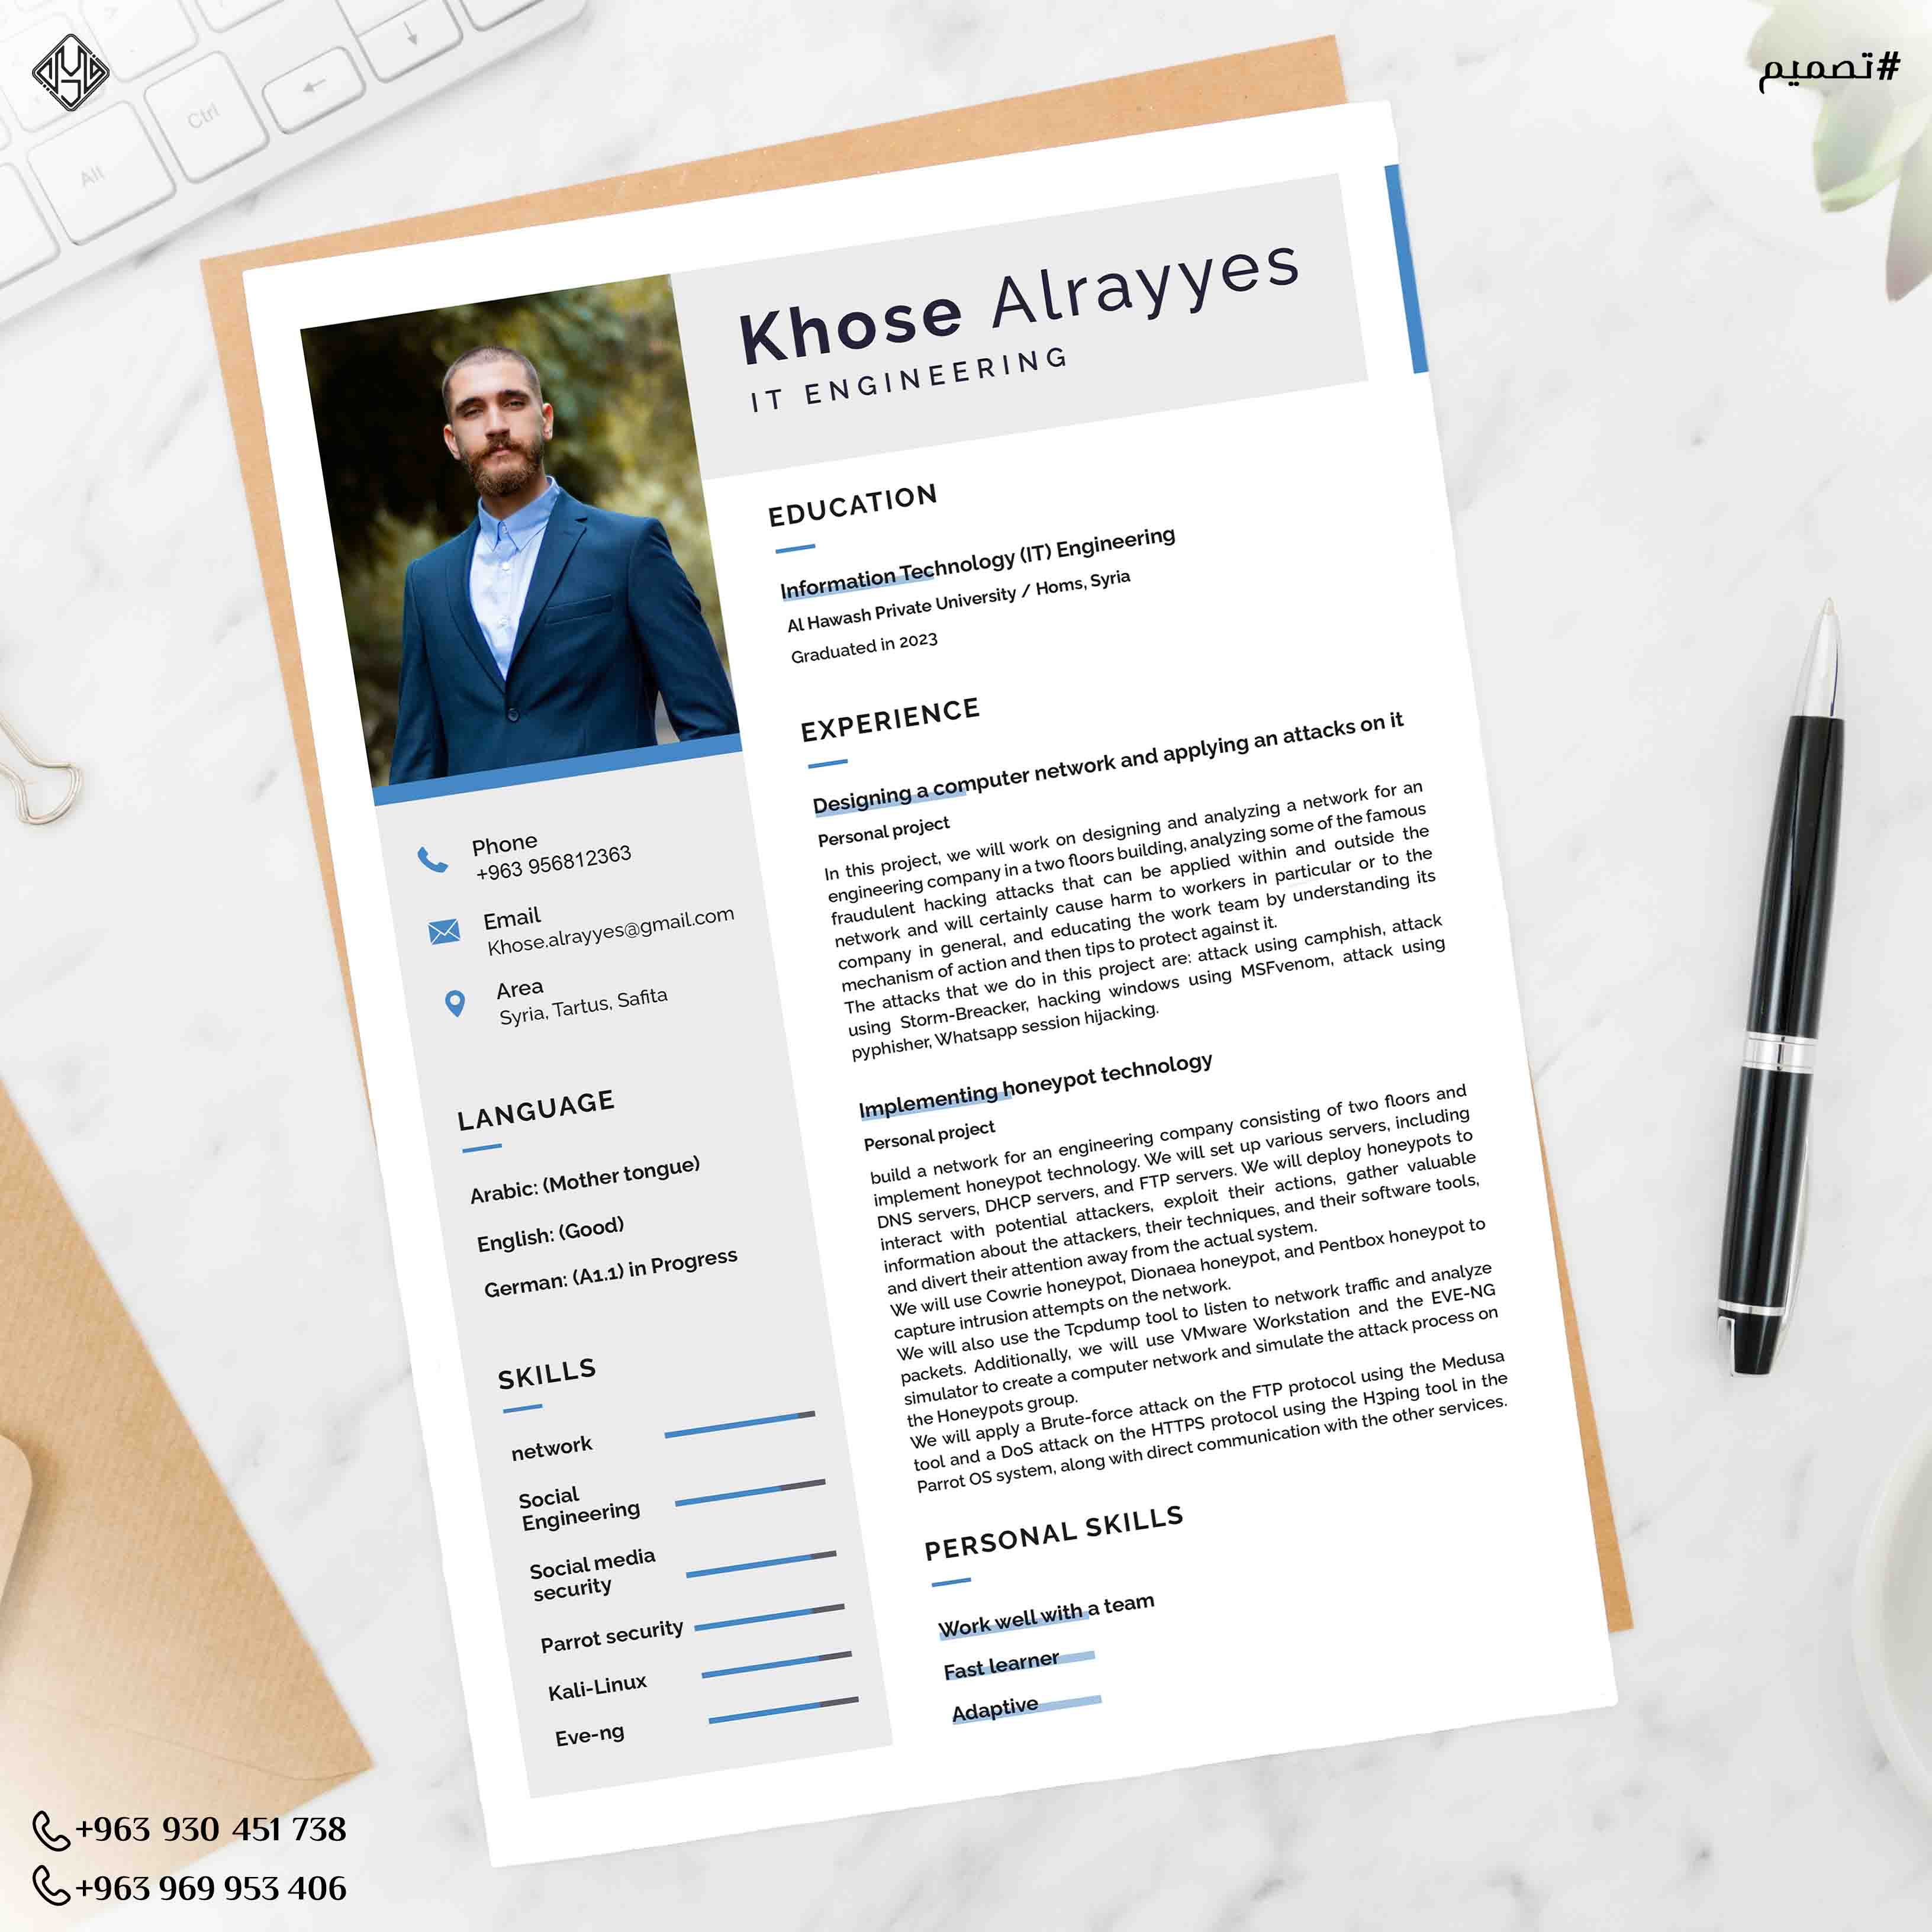 #تصميم
Alt
Ctrl
Khose Alrayyes
IT ENGINEERING
Phone
+963 956812363
Email
Khose.alrayyes@gmail.com
Area
Syria, Tartus, Safita
LANGUAGE
Arabic: (Mother tongue)
English: (Good)
German: (A1.1) in Progress
SKILLS
network
Social
Engineering
Social media
security
Parrot security
Kali-Linux
Eve-ng
EDUCATION
Information Technology (IT) Engineering
Al Hawash Private University / Homs, Syria
Graduated in 2023
EXPERIENCE
Designing a computer network and applying an attacks on it
Personal project
In this project, we will work on designing and analyzing a network for an
engineering company in a two floors building, analyzing some of the famous
fraudulent hacking attacks that can be applied within and outside the
network and will certainly cause harm to workers in particular or to the
company in general, and educating the work team by understanding its
mechanism of action and then tips to protect against it.
The attacks that we do in this project are: attack using camphish, attack
using Storm-Breacker, hacking windows using MSFvenom, attack using
pyphisher, Whatsapp session hijacking.
Implementing honeypot technology
Personal project
build a network for an engineering company consisting of two floors and
implement honeypot technology. We will set up various servers, including
DNS servers, DHCP servers, and FTP servers. We will deploy honeypots to
interact with potential attackers, exploit their actions, gather valuable
information about the attackers, their techniques, and their software tools,
and divert their attention away from the actual system.
We will use Cowrie honeypot, Dionaea honeypot, and Pentbox honeypot to
capture intrusion attempts on the network.
We will also use the Tcpdump tool to listen to network traffic and analyze
packets. Additionally, we will use VMware Workstation and the EVE-NG
simulator to create a computer network and simulate the attack process on
the Honeypots group.
We will apply a Brute-force attack on the FTP protocol using the Medusa
tool and a DoS attack on the HTTPS protocol using the H3ping tool in the
Parrot OS system, along with direct communication with the other services.
PERSONAL SKILLS
Work well with a team
Fast learner
Adaptive
+963 930 451 738
+963 969 953 406